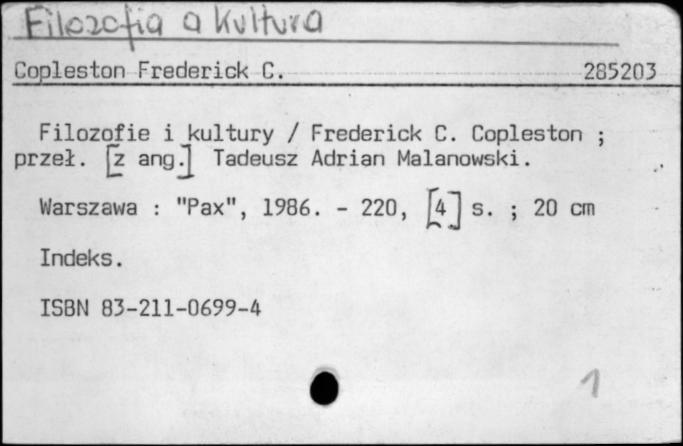 Filozofia a kultura
Copleston Frederick C. 285203
Filozofie i kultury / Frederick C. Copleston ;
przeł. [z ang.] Tadeusz Adrian Malanowski.
Warszawa : "Pax", 1986. - 220, [4] s. ; 20 cm
Indeks.
ISBN 83-211-0699-4
1